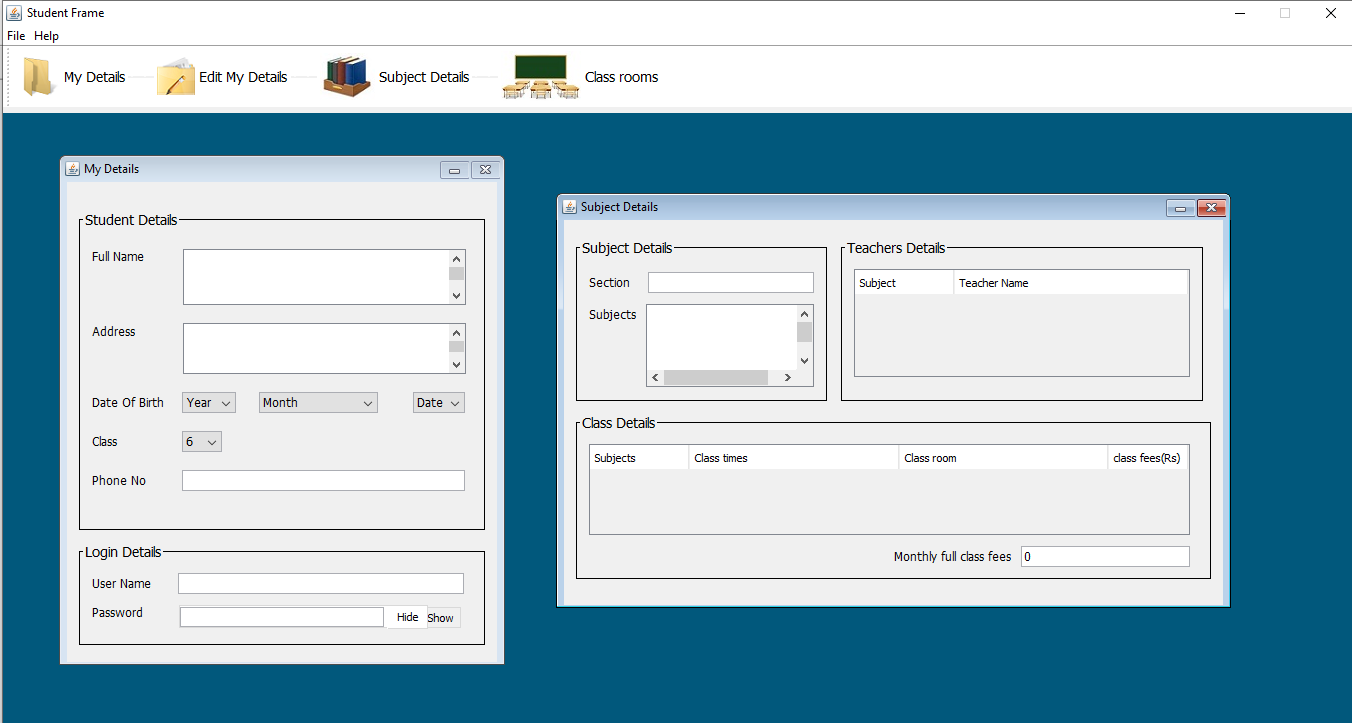 Student Frame
File Help
My Details Edit My Details Subject Details Class rooms
My Details
Student Details
Full Name
Address
Date Of Birth Year Month Date
Class 6
Phone No
Login Details
User Name
Password Hide Show
Subject Details
Subject Details
Section
Subjects
Teachers Details
Subject Teacher Name
Class Details
Subjects Class times Class room class fees(Rs)
Monthly full class fees 0